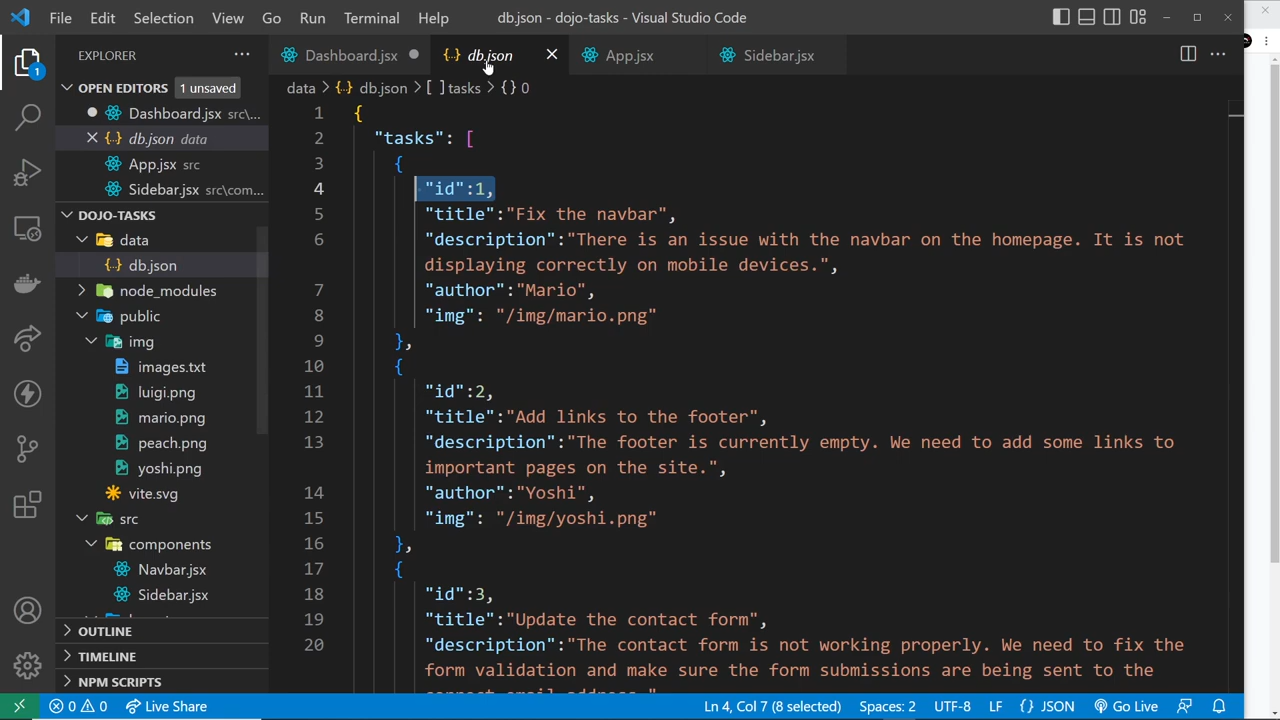 File Edit Selection View Go Run Terminal Help db.json - dojo-tasks - Visual Studio Code
EXPLORER
Dashboard.jsx db.json App.jsx Sidebar.jsx
OPEN EDITORS 1 unsaved
Dashboard.jsx src\...
db.json data
App.jsx src
Sidebar.jsx src\com...
DOJO-TASKS
data
db.json
node_modules
public
img
images.txt
luigi.png
mario.png
peach.png
yoshi.png
vite.svg
src
components
Navbar.jsx
Sidebar.jsx
OUTLINE
TIMELINE
NPM SCRIPTS
1
data > db.json > [ ] tasks > {} 0
1 {
2 "tasks": [
3 {
4 "id":1,
5 "title":"Fix the navbar",
6 "description":"There is an issue with the navbar on the homepage. It is not
displaying correctly on mobile devices.",
7 "author":"Mario",
8 "img": "/img/mario.png"
9 },
10 {
11 "id":2,
12 "title":"Add links to the footer",
13 "description":"The footer is currently empty. We need to add some links to
important pages on the site.",
14 "author":"Yoshi",
15 "img": "/img/yoshi.png"
16 },
17 {
18 "id":3,
19 "title":"Update the contact form",
20 "description":"The contact form is not working properly. We need to fix the
form validation and make sure the form submissions are being sent to the
correct email address."
0 0 Live Share Ln 4, Col 7 (8 selected) Spaces: 2 UTF-8 LF {} JSON Go Live